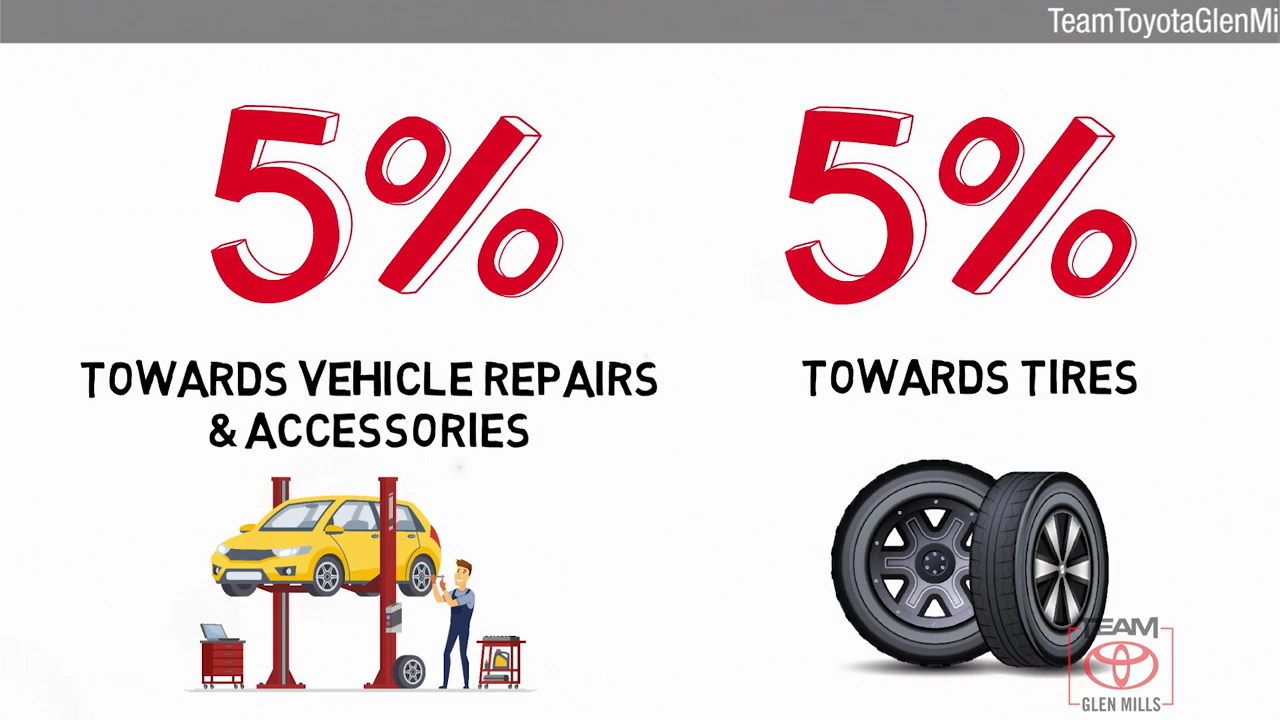 TeamToyotaGlenMi
5% 5%
TOWARDS VEHICLE REPAIRS
& ACCESSORIES
TOWARDS TIRES
TEAM
GLEN MILLS